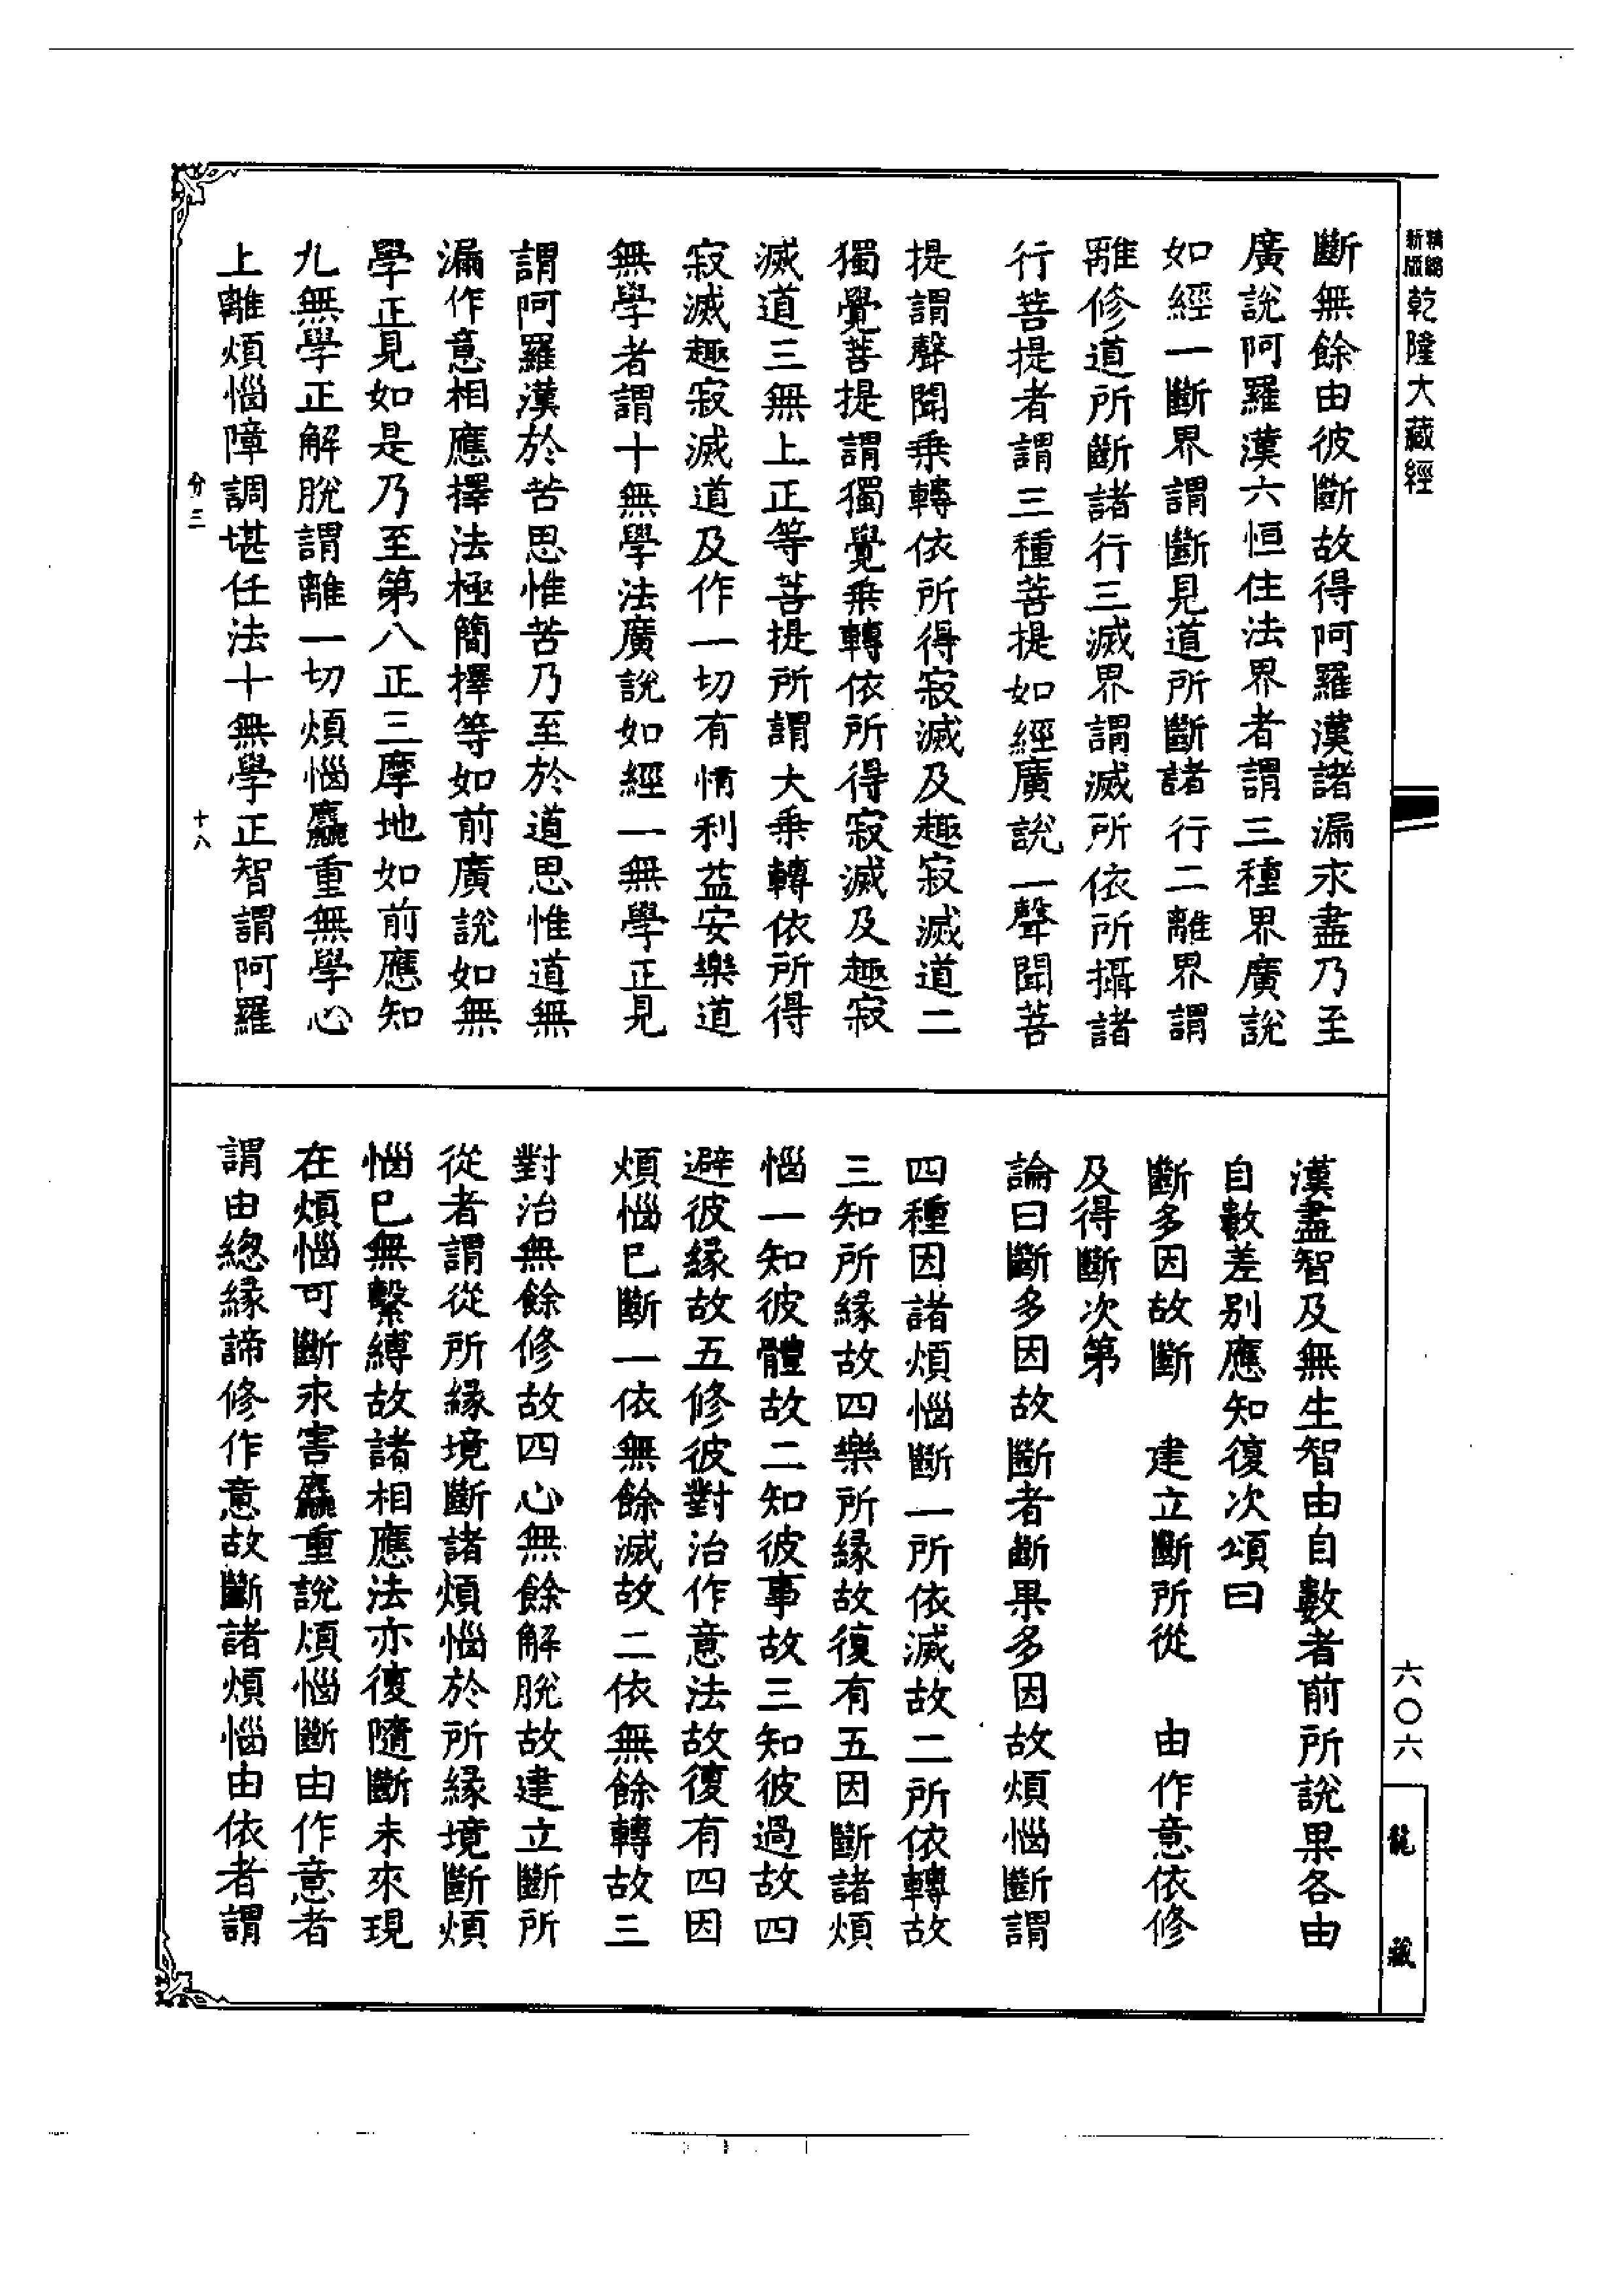 精縮
新版
乾隆大藏經
斷無餘由彼斷故得阿羅漢諸漏永盡乃至
廣說阿羅漢六恒住法界者謂三種界廣說
如經一斷界謂斷見道所斷諸行二離界謂
離修道所斷諸行三滅界謂滅所依所攝諸
行菩提者謂三種菩提如經廣說一聲聞菩
提謂聲聞乗轉依所得寂滅及趣寂滅道二
獨覺菩提謂獨覺乗轉依所得寂滅及趣寂
滅道三無上正等菩提所謂大乗轉依所得
寂滅趣寂滅道及作一切有情利益安樂道
無學者謂十無學法廣說如經一無學正見
謂阿羅漢於苦思惟苦乃至於道思惟道無
漏作意相應擇法極簡擇等如前廣說如無
學正見如是乃至第八正三摩地如前應知
九無學正解脫謂離一切煩惱麤重無學心
上離煩惱障調堪任法十無學正智謂阿羅
分三
十八
漢盡智及無生智由自數者前所說果各由
自數差別應知復次頌曰
斷多因故斷 建立斷所從 由作意依修
及得斷次第
論曰斷多因故斷者斷果多因故煩惱斷謂
四種因諸煩惱斷一所依滅故二所依轉故
三知所緣故四樂所緣故復有五因斷諸煩
惱一知彼體故二知彼事故三知彼過故四
避彼緣故五修彼對治作意法故復有四因
煩惱已斷一依無餘滅故二依無餘轉故三
對治無餘修故四心無餘解脫故建立斷所
從者謂從所緣境斷諸煩惱於所緣境斷煩
惱已無繫縛故諸相應法亦復隨斷未來現
在煩惱可斷永害麤重說煩惱斷由作意者
謂由總緣諦修作意故斷諸煩惱由依者謂
六〇六
龍藏